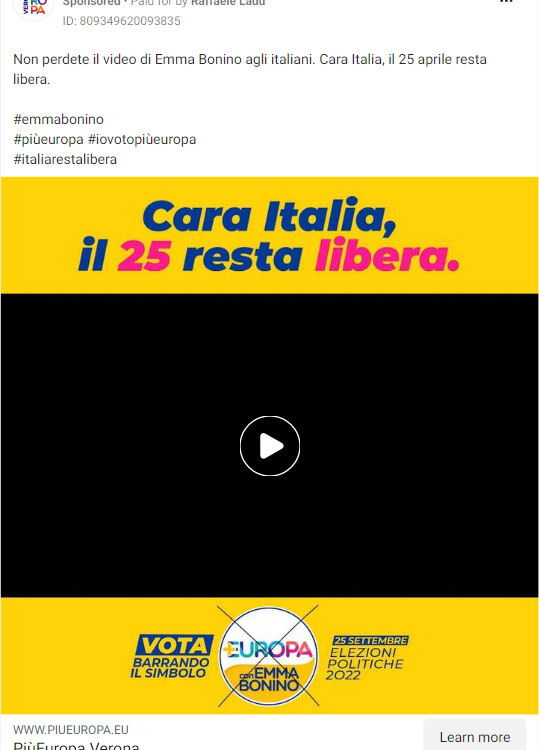 Sponsored • Paid for by Raffaele Ladu
ID: 809349620093835
Non perdete il video di Emma Bonino agli italiani. Cara Italia, il 25 aprile resta
libera.
#emmabonino
#piùeuropa #iovotopiùeuropa
#italiarestalibera
Cara Italia,
il 25 resta libera.
VOTA
BARRANDO
IL SIMBOLO
+EUROPA
con EMMA
BONINO
25 SETTEMBRE
ELEZIONI
POLITICHE
2022
WWW.PIUEUROPA.EU
PiùEuropa Verona
Learn more